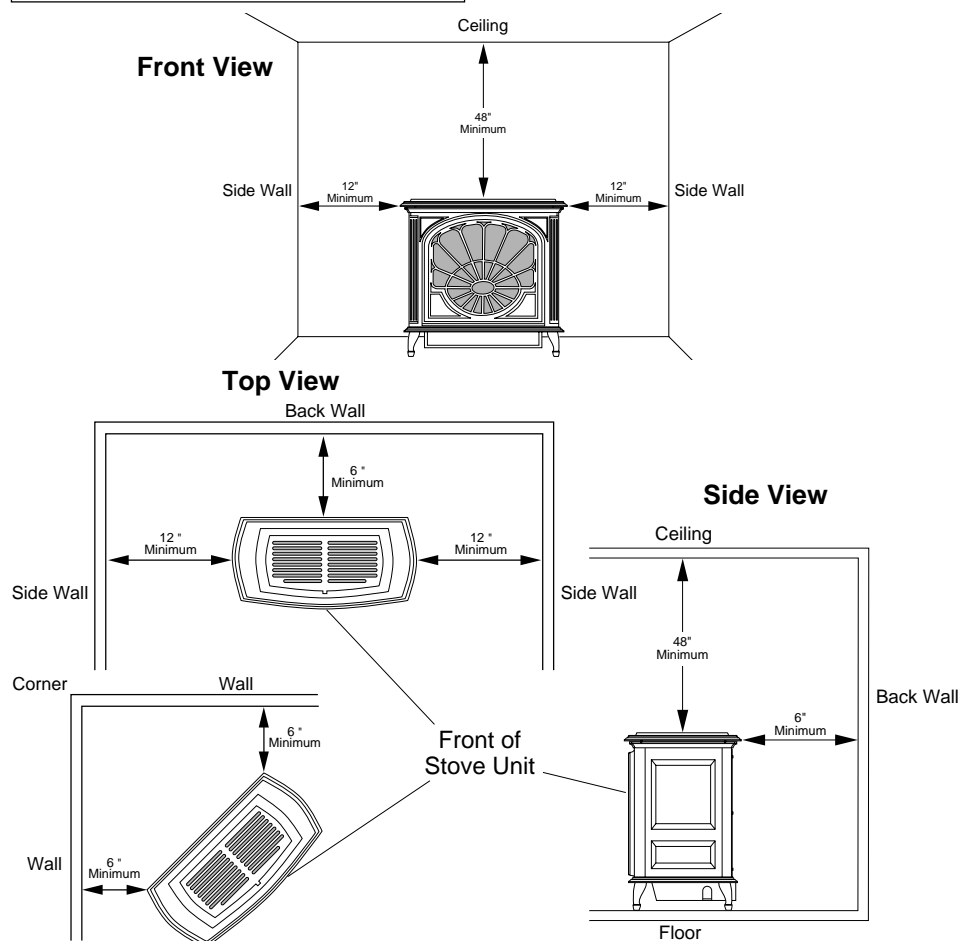 Ceiling
Front View
48"
Minimum
Side Wall
12"
Minimum
12"
Minimum
Side Wall
Top View
Back Wall
6 "
Minimum
12 "
Minimum
12 "
Minimum
Side Wall
Side Wall
Side View
Ceiling
48"
Minimum
6"
Minimum
Back Wall
Floor
Corner
Wall
6 "
Minimum
Wall
6 "
Minimum
Front of
Stove Unit